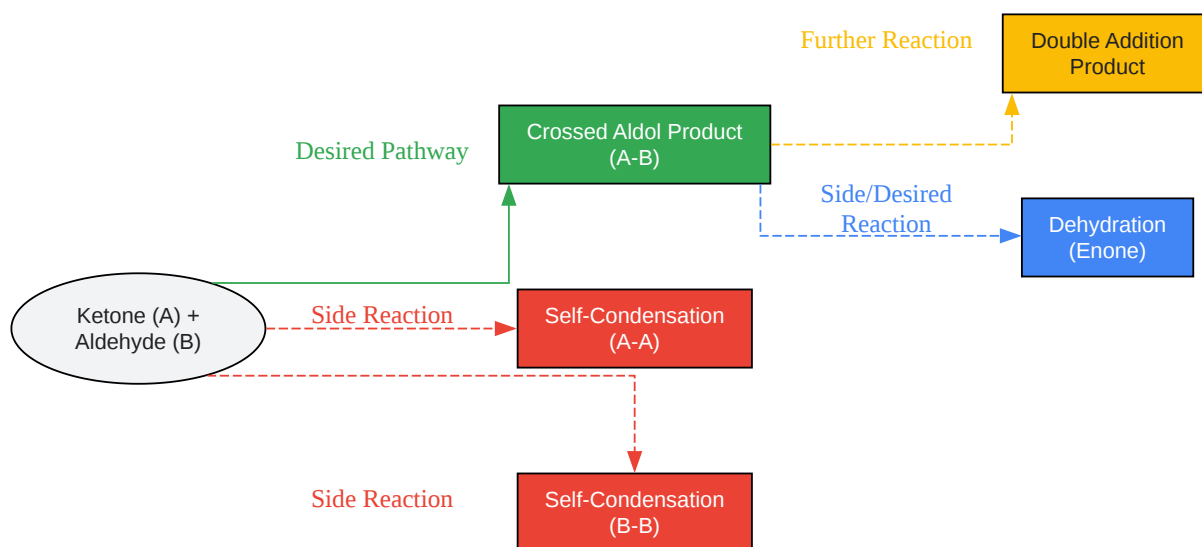 Further Reaction
Double Addition
Product
Desired Pathway
Crossed Aldol Product
(A-B)
Side/Desired
Reaction
Dehydration
(Enone)
Ketone (A) +
Aldehyde (B)
Side Reaction
Self-Condensation
(A-A)
Side Reaction
Self-Condensation
(B-B)